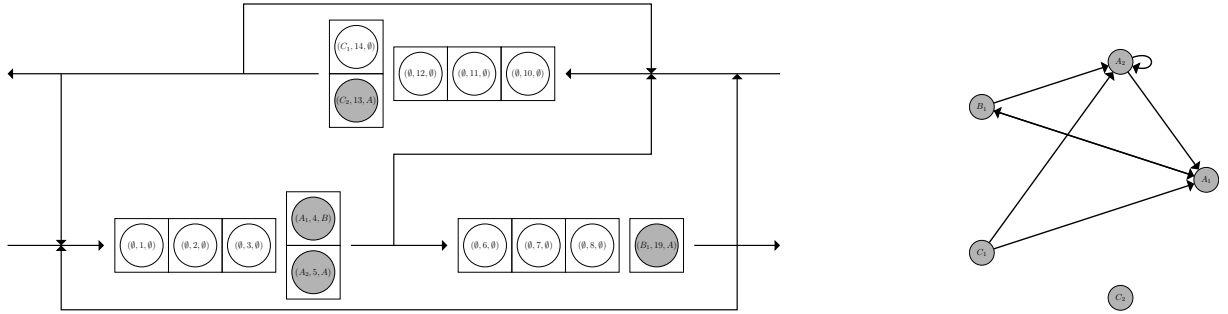 (C₁, 14, ∅)
(∅, 12, ∅) (∅, 11, ∅) (∅, 10, ∅)
(C₂, 13, A)
(A₁, 4, B)
(∅, 1, ∅) (∅, 2, ∅) (∅, 3, ∅)
(A₂, 5, A)
(∅, 6, ∅) (∅, 7, ∅) (∅, 8, ∅) (B₁, 19, A)
A₂
B₁
A₁
C₁
C₂